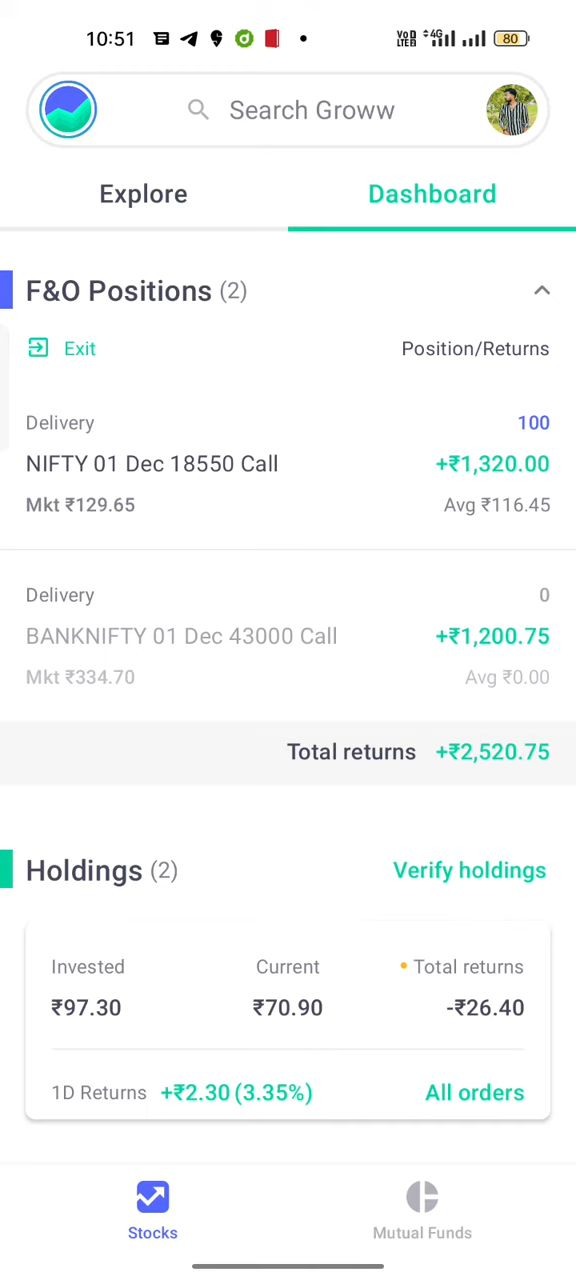 10:51 VoD LTE 4G 80
Search Groww
Explore Dashboard
F&O Positions (2)
Exit Position/Returns
Delivery 100
NIFTY 01 Dec 18550 Call +₹1,320.00
Mkt ₹129.65 Avg ₹116.45
Delivery 0
BANKNIFTY 01 Dec 43000 Call +₹1,200.75
Mkt ₹334.70 Avg ₹0.00
Total returns +₹2,520.75
Holdings (2) Verify holdings
Invested Current Total returns
₹97.30 ₹70.90 -₹26.40
1D Returns +₹2.30 (3.35%) All orders
Stocks Mutual Funds